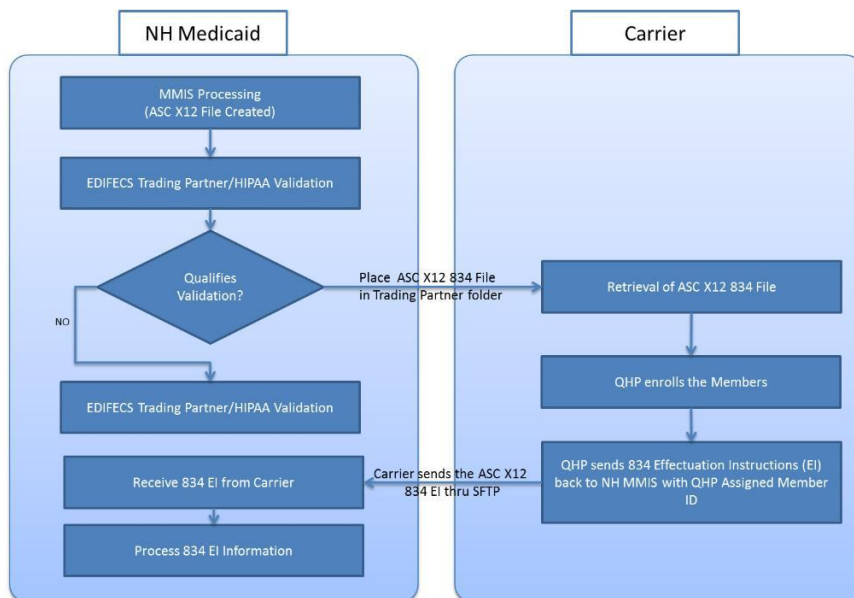 NH Medicaid
MMIS Processing
(ASC X12 File Created)
EDIFECS Trading Partner/HIPAA Validation
Qualifies
Validation?
NO
EDIFECS Trading Partner/HIPAA Validation
Receive 834 EI from Carrier
Process 834 EI Information
Place ASC X12 834 File
in Trading Partner folder
Carrier sends the ASC X12
834 EI thru SFTP
Carrier
Retrieval of ASC X12 834 File
QHP enrolls the Members
QHP sends 834 Effectuation Instructions (EI)
back to NH MMIS with QHP Assigned Member
ID